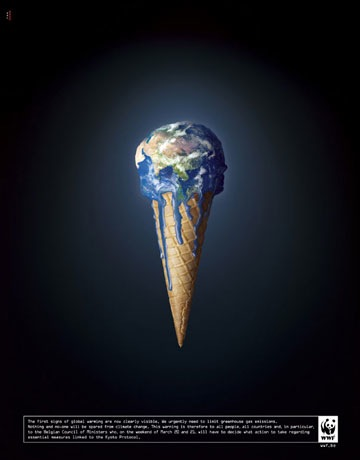 The first signs of global warming are now clearly visible. We urgently need to limit greenhouse gas emissions.
Nothing and no-one will be spared from climate change. This warning is therefore to all people, all countries and, in particular,
to the Belgian Council of Ministers who, on the weekend of March 20 and 21, will have to decide what action to take regarding
essential measures linked to the Kyoto Protocol.
WWF
wwf.be